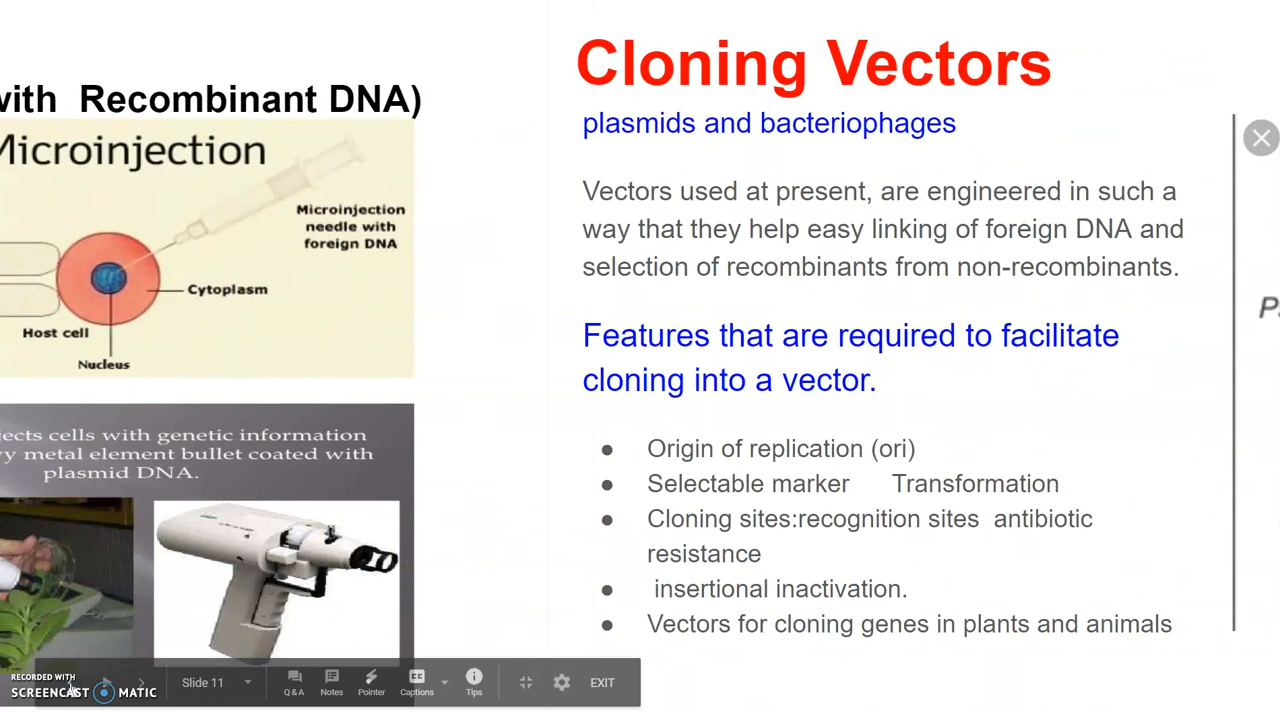 with Recombinant DNA)
Microinjection
Microinjection
needle with
foreign DNA
Cytoplasm
Host cell
Nucleus
jects cells with genetic information
vy metal element bullet coated with
plasmid DNA.
Cloning Vectors
plasmids and bacteriophages
Vectors used at present, are engineered in such a
way that they help easy linking of foreign DNA and
selection of recombinants from non-recombinants.
Features that are required to facilitate
cloning into a vector.
● Origin of replication (ori)
● Selectable marker Transformation
● Cloning sites:recognition sites antibiotic
resistance
● insertional inactivation.
● Vectors for cloning genes in plants and animals
RECORDED WITH
SCREENCAST MATIC
Slide 11
Q & A
Notes
Pointer
Captions
Tips
EXIT